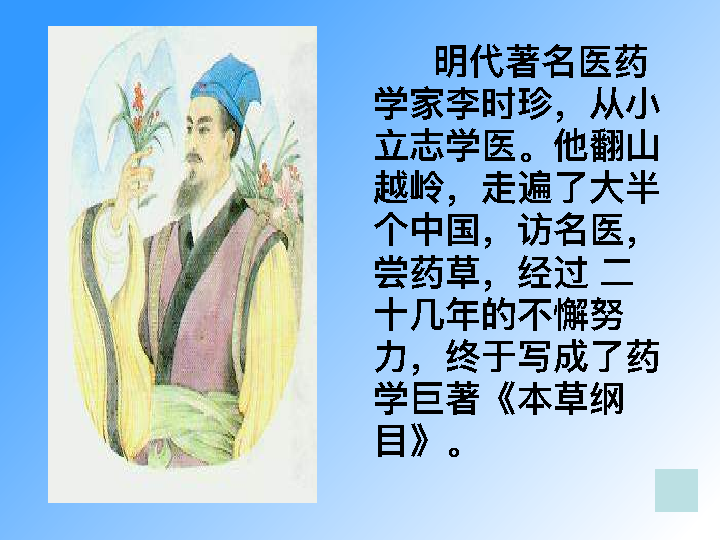 明代著名医药
学家李时珍，从小
立志学医。他翻山
越岭，走遍了大半
个中国，访名医，
尝药草，经过 二
十几年的不懈努
力，终于写成了药
学巨著《本草纲
目》。